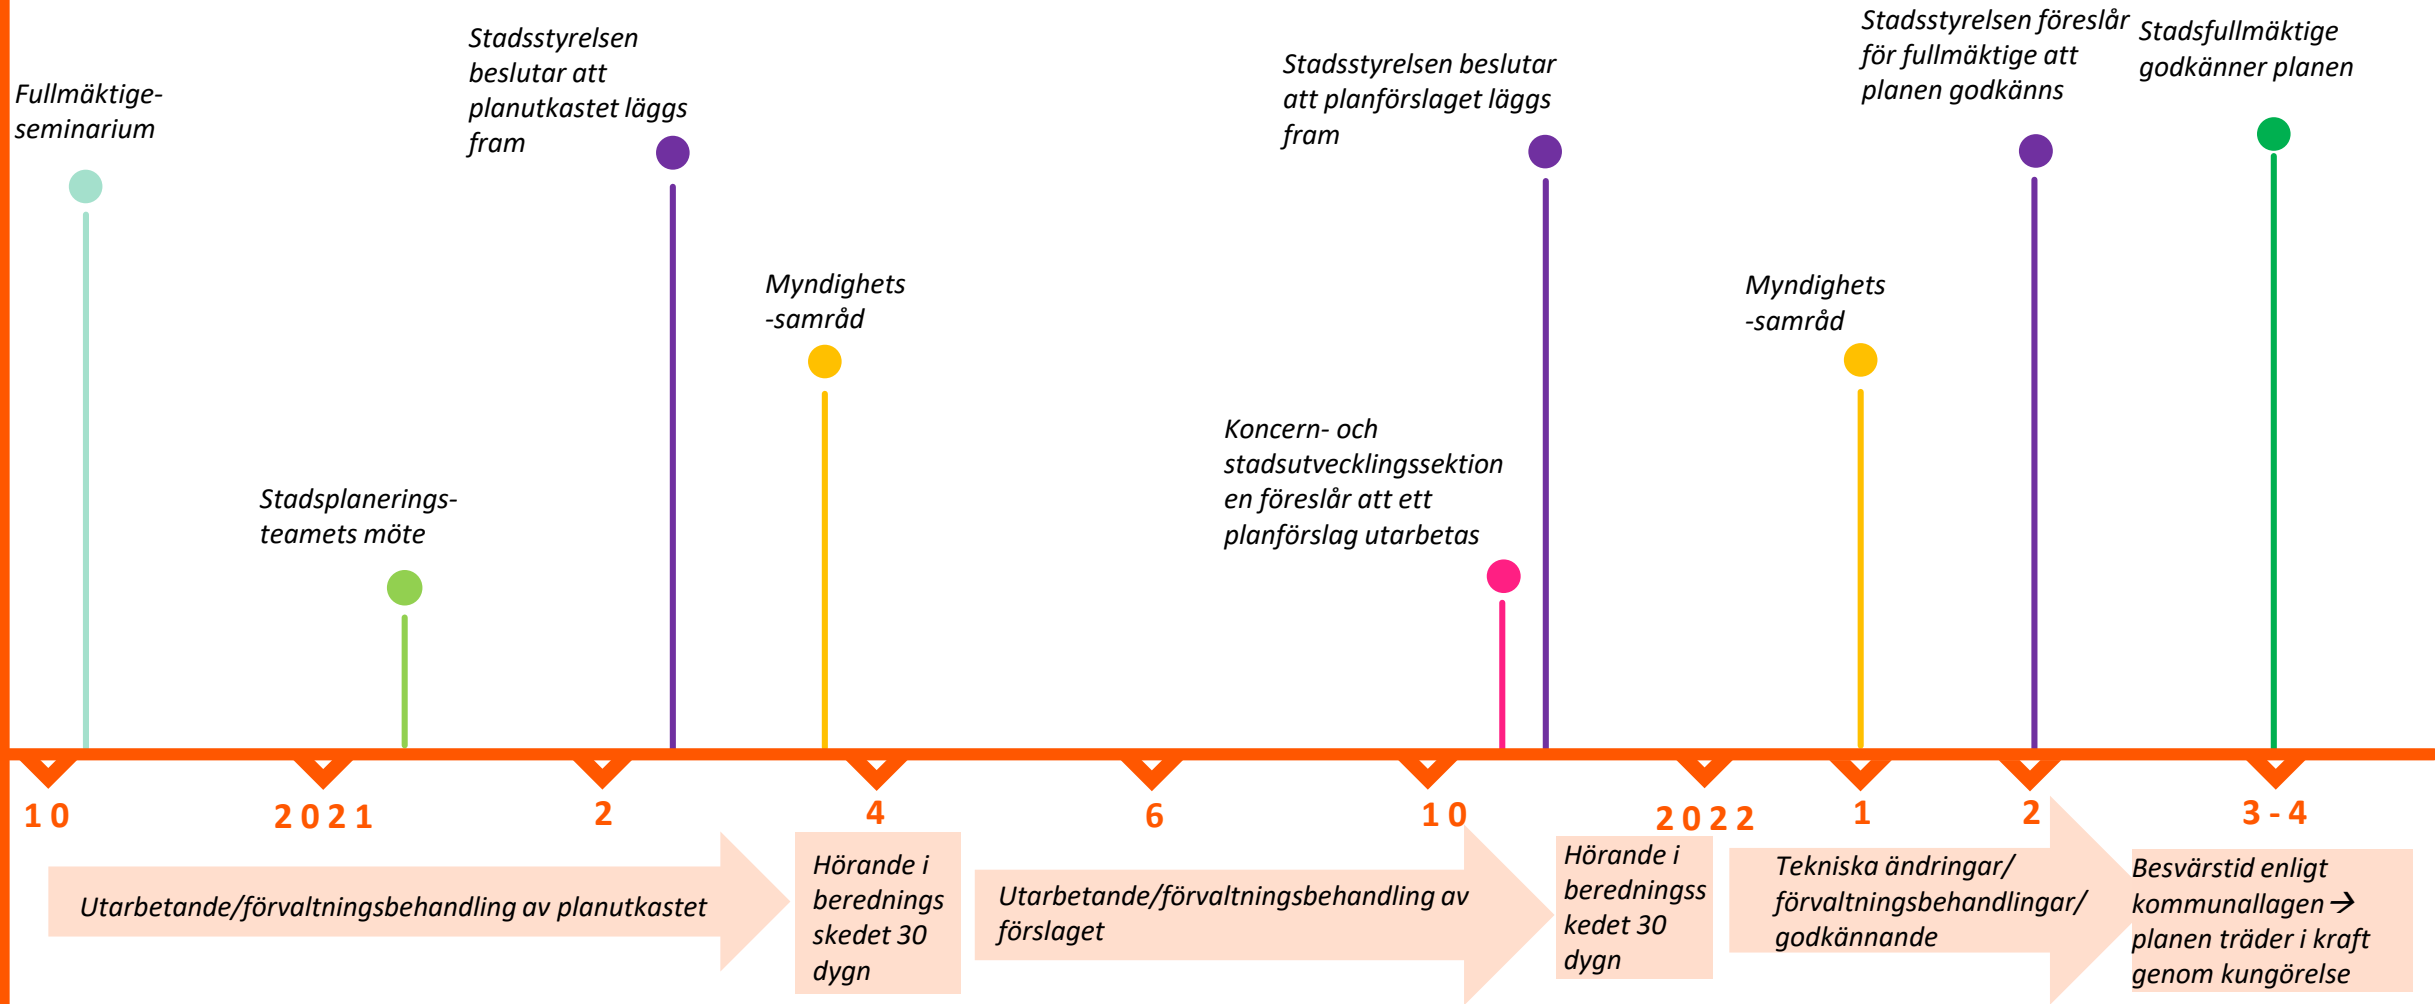 Fullmäktige-
seminarium
Stadsplanerings-
teamets möte
Stadsstyrelsen
beslutar att
planutkastet läggs
fram
Myndighets
-samråd
Koncern- och
stadsutvecklingssektion
en föreslår att ett
planförslag utarbetas
Stadsstyrelsen beslutar
att planförslaget läggs
fram
Myndighets
-samråd
Stadsstyrelsen föreslår
för fullmäktige att
planen godkänns
Stadsfullmäktige
godkänner planen
10
2021
2
4
6
10
2022
1
2
3-4
Utarbetande/förvaltningsbehandling av planutkastet
Hörande i
berednings
skedet 30
dygn
Utarbetande/förvaltningsbehandling av
förslaget
Hörande i
beredningss
kedet 30
dygn
Tekniska ändringar/
förvaltningsbehandlingar/
godkännande
Besvärstid enligt
kommunallagen →
planen träder i kraft
genom kungörelse